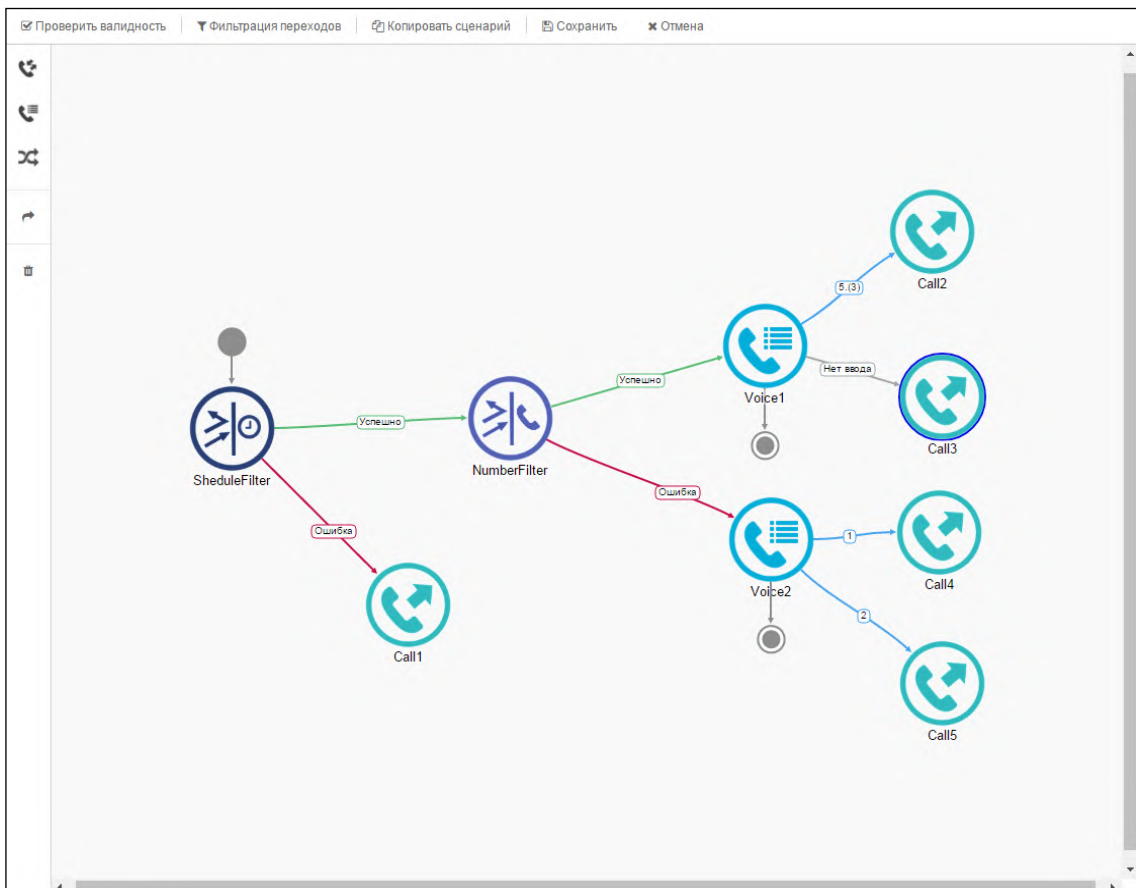 Проверить валидность
Фильтрация переходов
Копировать сценарий
Сохранить
Отмена
Call2
5.(3)
Нет ввода
Voice1
Call3
Успешно
Успешно
NumberFilter
SheduleFilter
Ошибка
Ошибка
1
Call4
Voice2
2
Call1
Call5